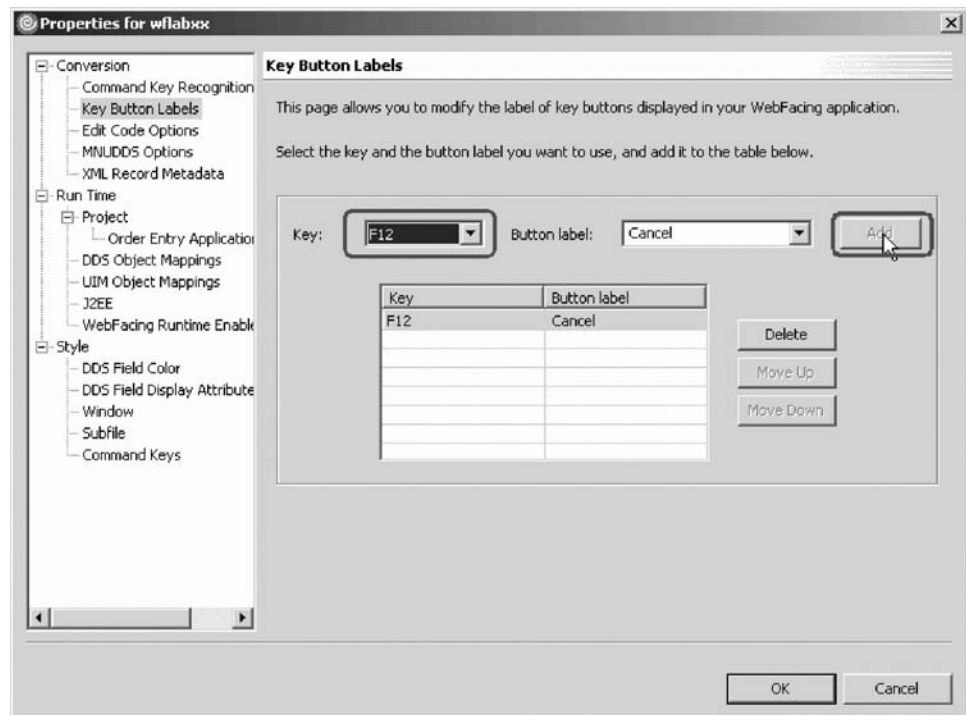 Properties for wflabxx
Conversion
Command Key Recognition
Key Button Labels
Edit Code Options
MNUDDS Options
XML Record Metadata
Run Time
Project
Order Entry Applicatio
DDS Object Mappings
UIM Object Mappings
J2EE
WebFacing Runtime Enable
Style
DDS Field Color
DDS Field Display Attribute
Window
Subfile
Command Keys
Key Button Labels
This page allows you to modify the label of key buttons displayed in your WebFacing application.
Select the key and the button label you want to use, and add it to the table below.
Key: F12 Button label: Cancel Add
Key Button label
F12 Cancel
Delete
Move Up
Move Down
OK Cancel